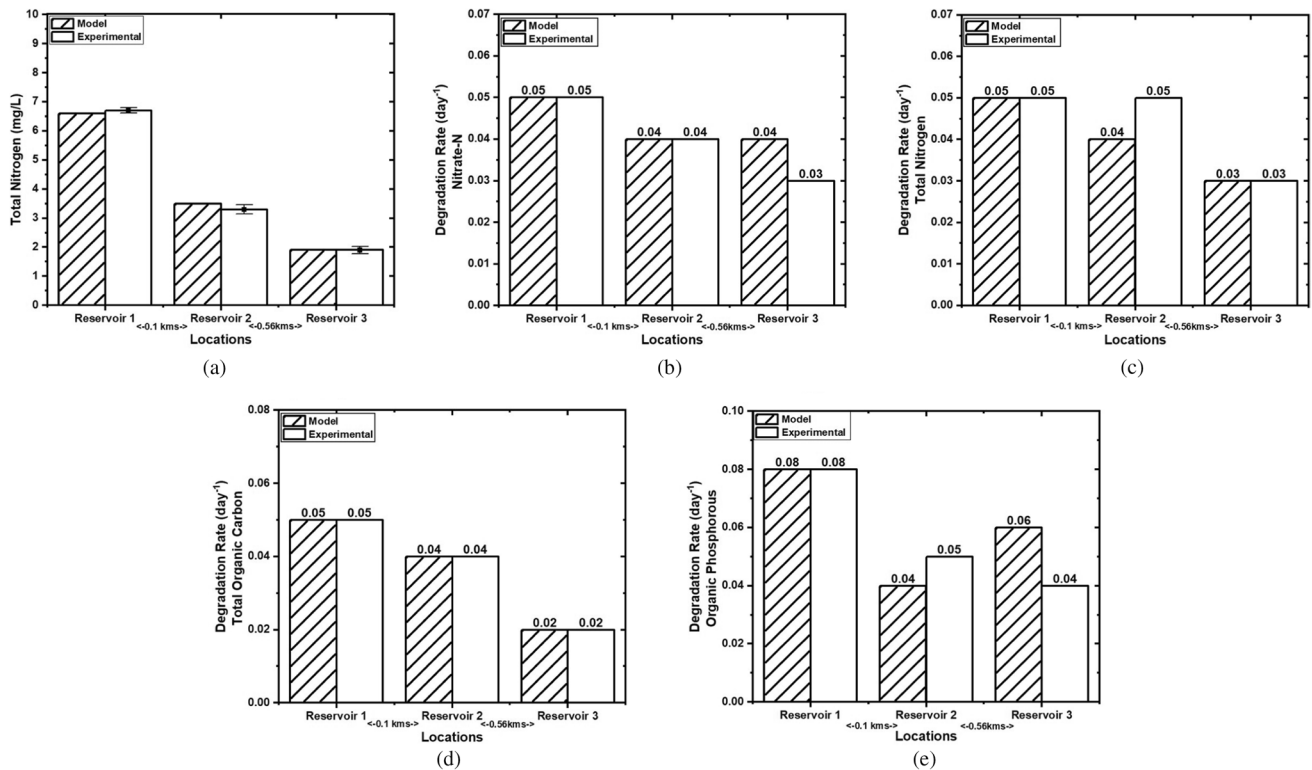 Total Nitrogen (mg/L)
10
9
8
7
6
5
4
3
2
1
0
Model
Experimental
Reservoir 1
Reservoir 2
Reservoir 3
<-0.1 kms->
<-0.56kms->
Locations
(a)
Degradation Rate (day-1)
Nitrate-N
0.07
0.06
0.05
0.04
0.03
0.02
0.01
0.00
Model
Experimental
0.05
0.05
0.04
0.04
0.04
0.03
Reservoir 1
Reservoir 2
Reservoir 3
<-0.1 kms->
<-0.56kms->
Locations
(b)
Degradation Rate (day-1)
Total Nitrogen
0.07
0.06
0.05
0.04
0.03
0.02
0.01
0.00
Model
Experimental
0.05
0.05
0.04
0.05
0.03
0.03
Reservoir 1
Reservoir 2
Reservoir 3
<-0.1 kms->
<-0.56kms->
Locations
(c)
Degradation Rate (day-1)
Total Organic Carbon
0.08
0.06
0.04
0.02
0.00
Model
Experimental
0.05
0.05
0.04
0.04
0.02
0.02
Reservoir 1
Reservoir 2
Reservoir 3
<-0.1 kms->
<-0.56kms->
Locations
(d)
Degradation Rate (day-1)
Organic Phosphorous
0.10
0.08
0.06
0.04
0.02
0.00
Model
Experimental
0.08
0.08
0.04
0.05
0.06
0.04
Reservoir 1
Reservoir 2
Reservoir 3
<-0.1 kms->
<-0.56kms->
Locations
(e)